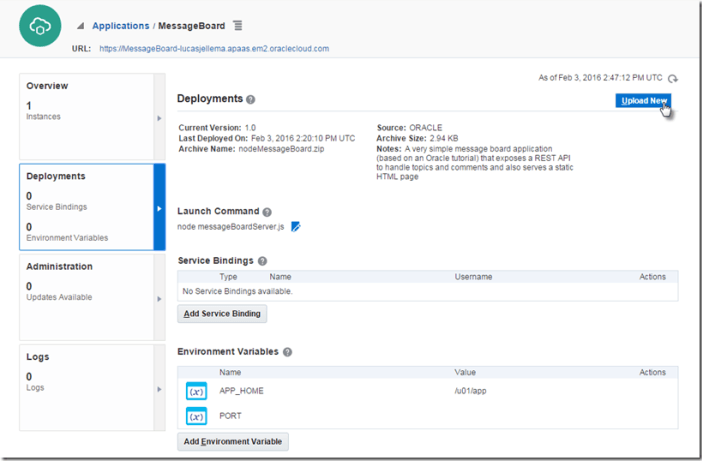 Applications / MessageBoard
URL: https://MessageBoard-lucasjellema.apaas.em2.oraclecloud.com
As of Feb 3, 2016 2:47:12 PM UTC
Overview
1
Instances
Deployments
0
Service Bindings
0
Environment Variables
Administration
0
Updates Available
Logs
0
Logs
Deployments ?
Upload New
Current Version: 1.0
Last Deployed On: Feb 3, 2016 2:20:10 PM UTC
Archive Name: nodeMessageBoard.zip
Source: ORACLE
Archive Size: 2.94 KB
Notes: A very simple message board application
(based on an Oracle tutorial) that exposes a REST API
to handle topics and comments and also serves a static
HTML page
Launch Command ?
node messageBoardServer.js
Service Bindings ?
Type Name Username Actions
No Service Bindings available.
Add Service Binding
Environment Variables ?
Name Value Actions
(x) APP_HOME /u01/app
(x) PORT
Add Environment Variable